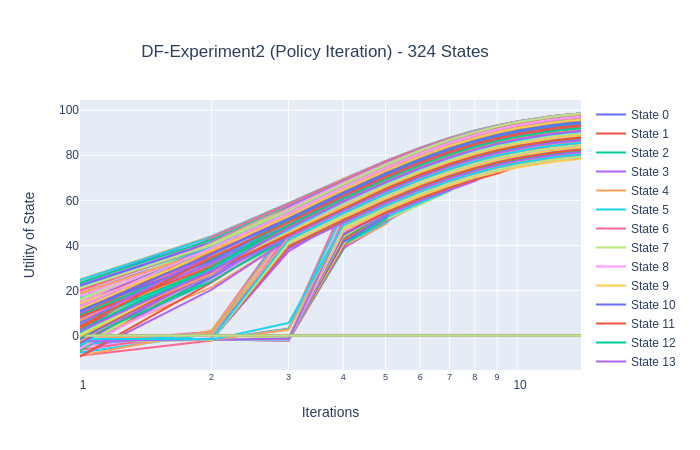 DF-Experiment2 (Policy Iteration) - 324 States
Utility of State
100
80
60
40
20
0
1
2
3
4
5
6
7
8
9
10
Iterations
State 0
State 1
State 2
State 3
State 4
State 5
State 6
State 7
State 8
State 9
State 10
State 11
State 12
State 13